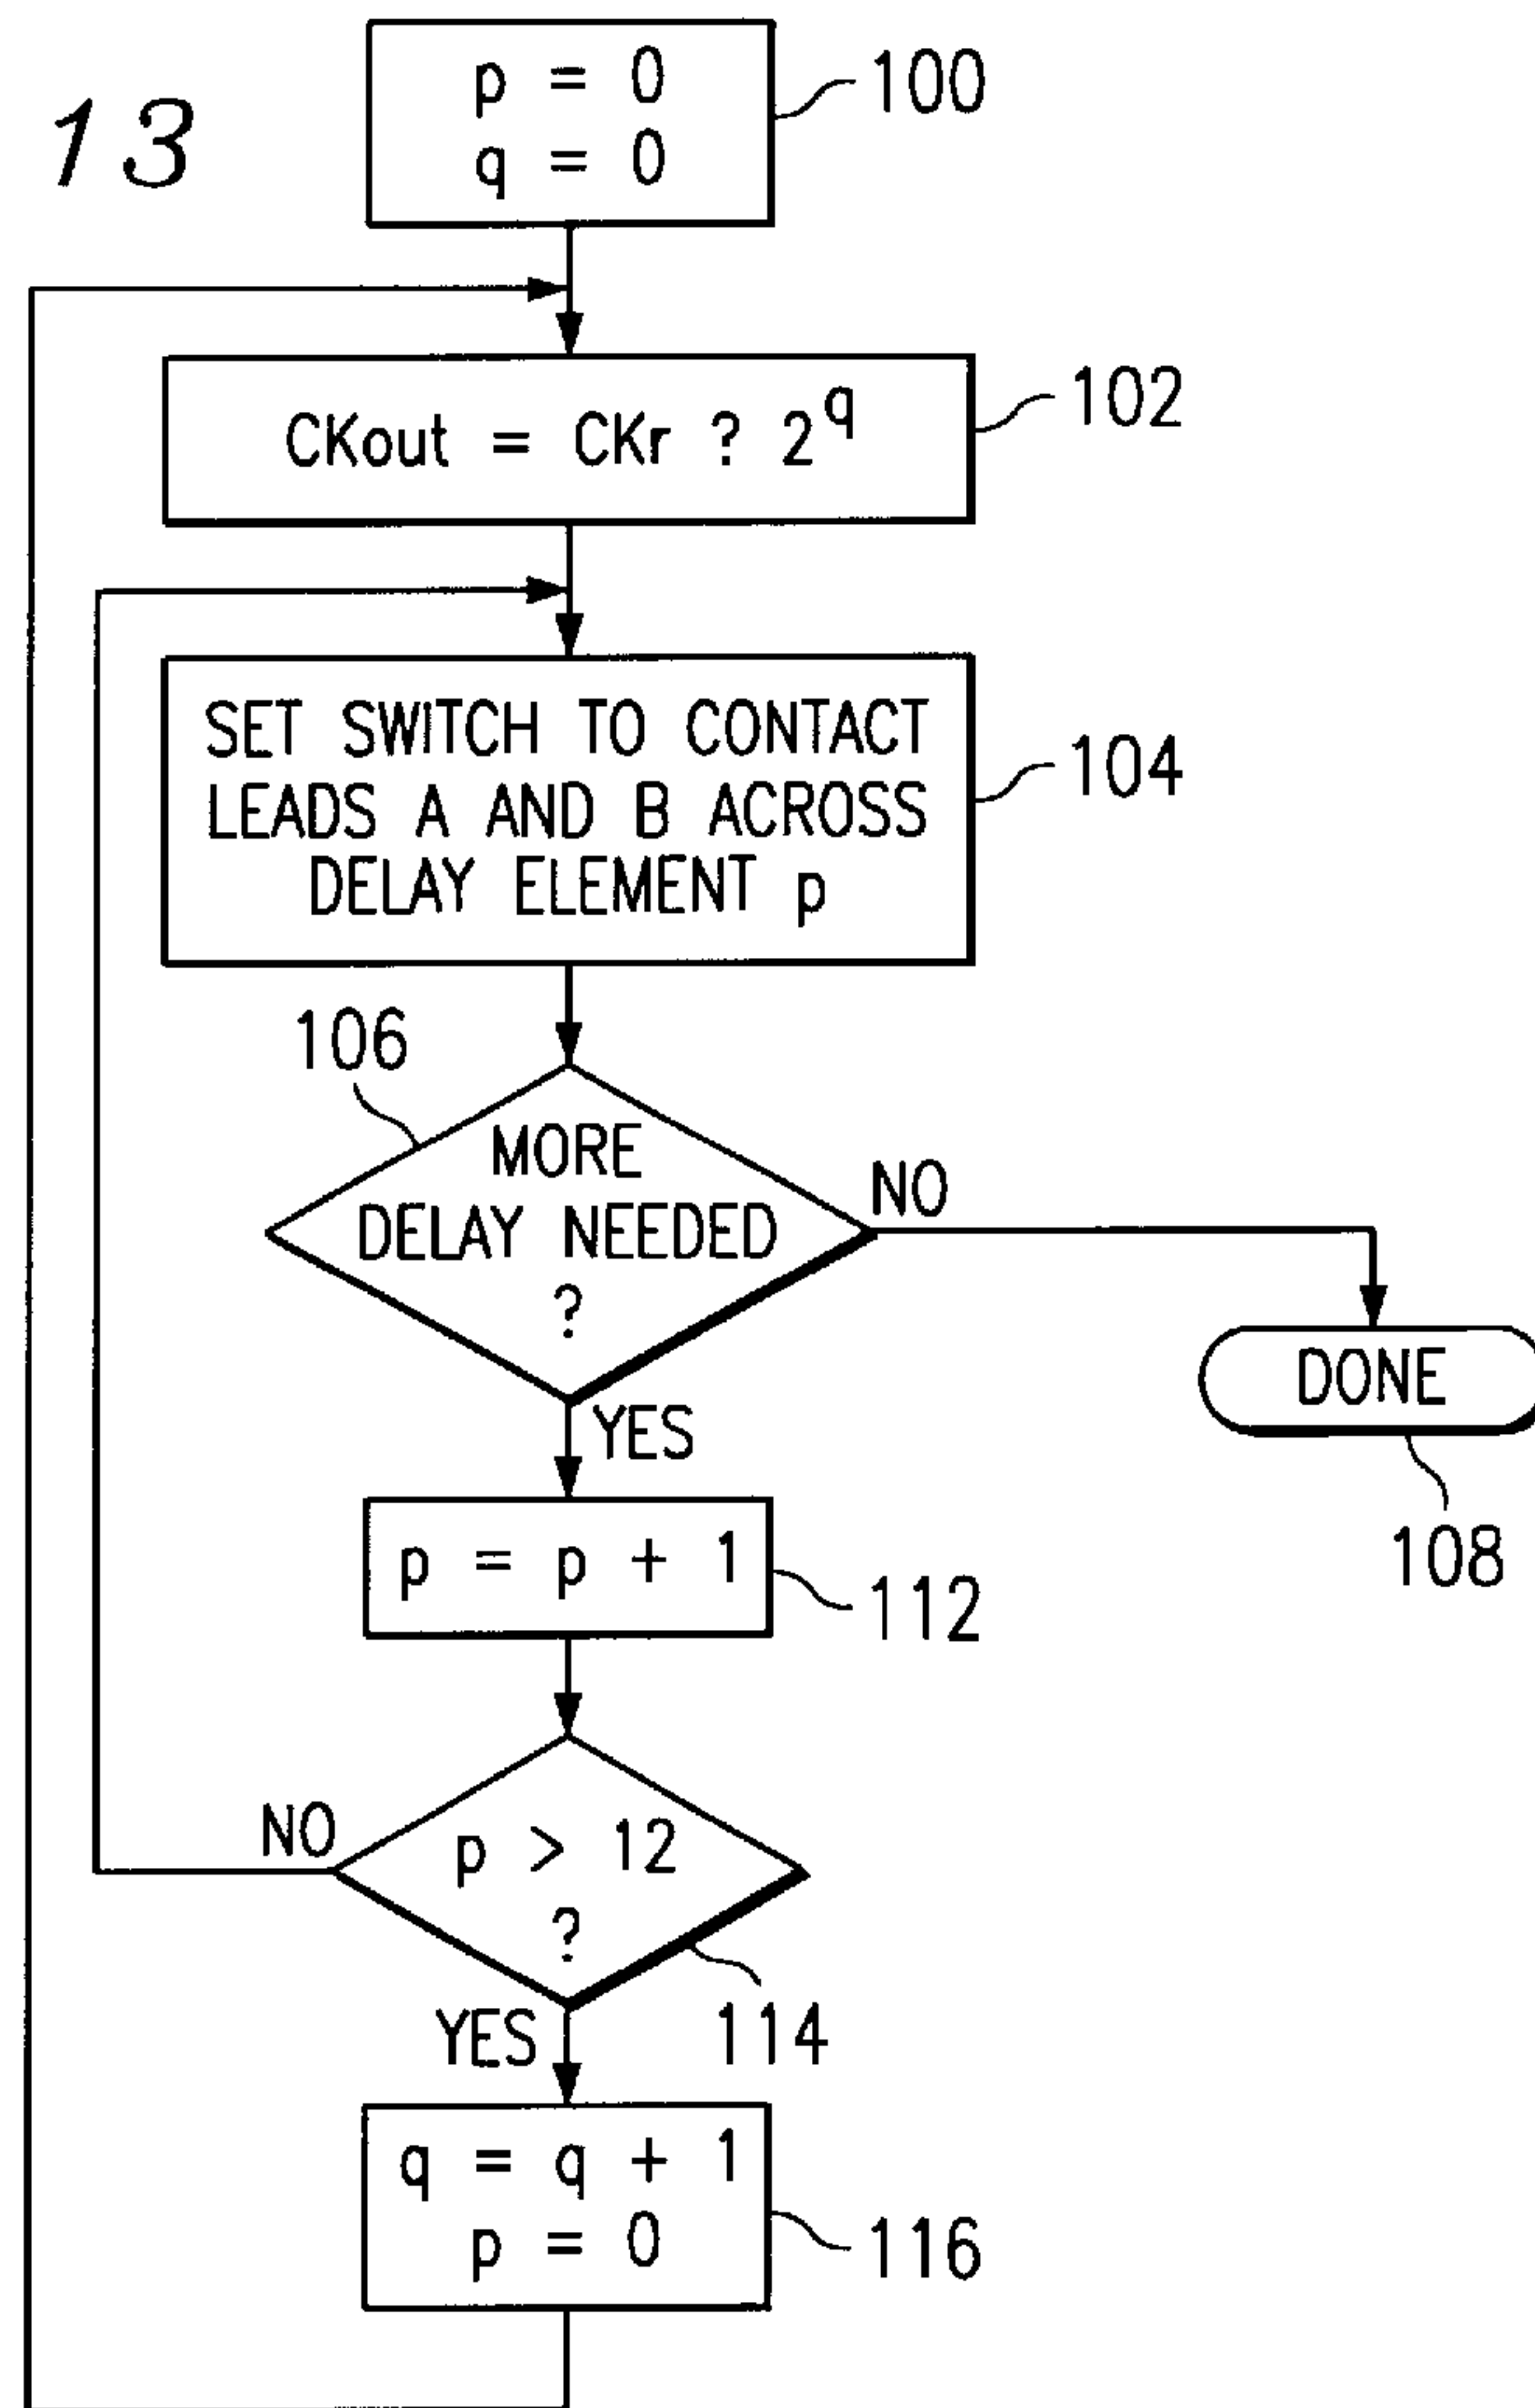 13
p = 0
q = 0
100
CKout = CKr ? 2^q
102
SET SWITCH TO CONTACT
LEADS A AND B ACROSS
DELAY ELEMENT p
104
106
MORE
DELAY NEEDED
?
NO
YES
DONE
108
p = p + 1
112
NO
p > 12
?
114
YES
q = q + 1
p = 0
116